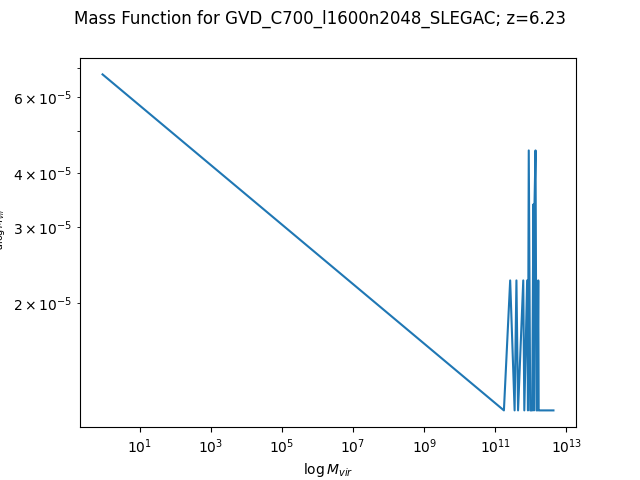 Mass Function for GVD_C700_l1600n2048_SLEGAC; z=6.23
6 × 10⁻⁵
4 × 10⁻⁵
3 × 10⁻⁵
2 × 10⁻⁵
10¹ 10³ 10⁵ 10⁷ 10⁹ 10¹¹ 10¹³
log M_vir